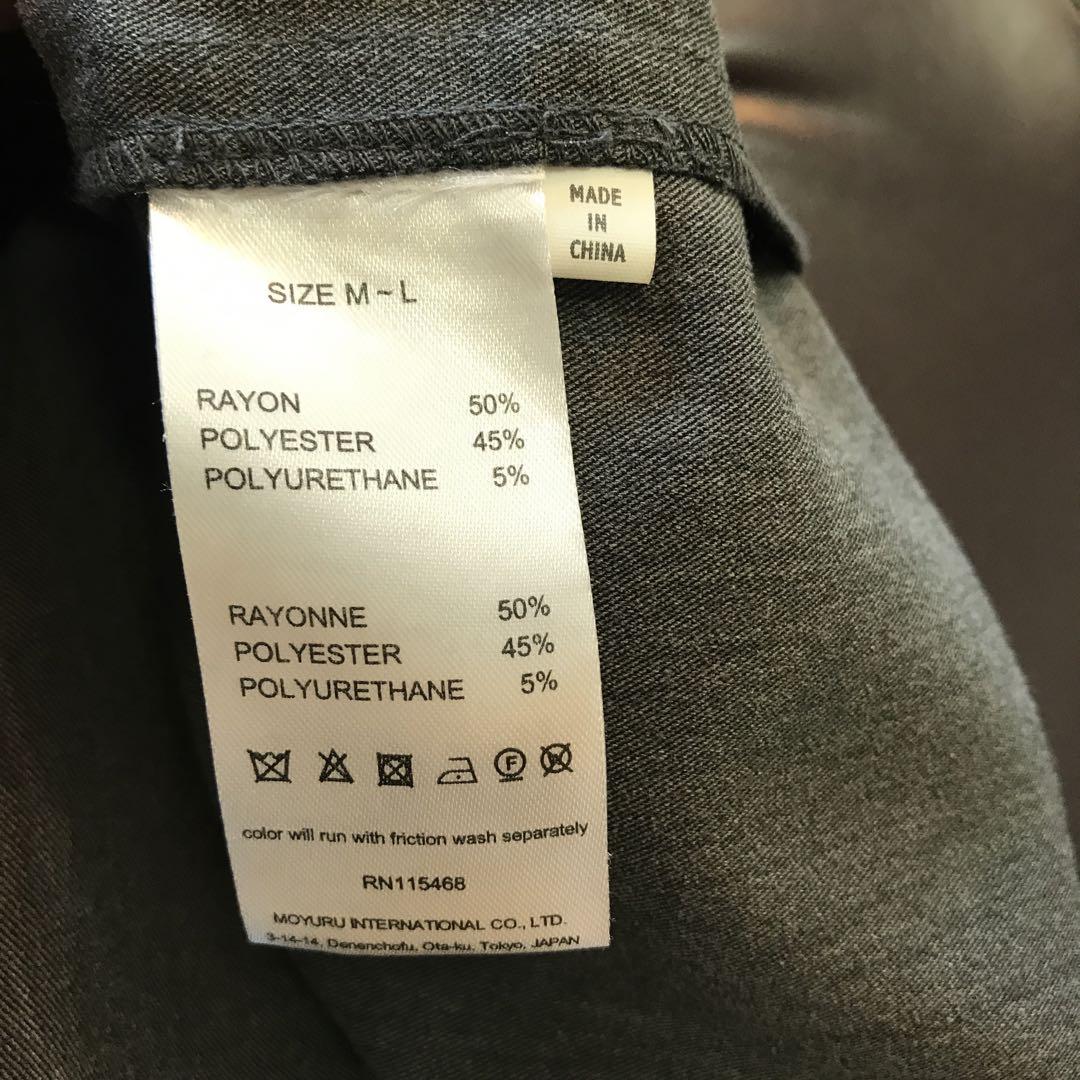 MADE
IN
CHINA
SIZE M ~ L
RAYON 50%
POLYESTER 45%
POLYURETHANE 5%
RAYONNE 50%
POLYESTER 45%
POLYURETHANE 5%
F
color will run with friction wash separately
RN115468
MOYURU INTERNATIONAL CO., LTD.
3-14-14, Denenchofu, Ota-ku, Tokyo, JAPAN